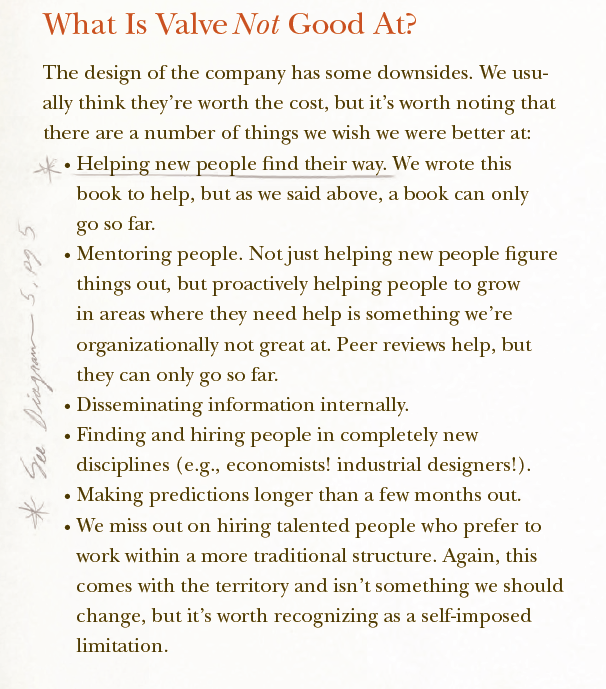 What Is Valve Not Good At?
The design of the company has some downsides. We usu-
ally think they're worth the cost, but it's worth noting that
there are a number of things we wish we were better at:
* • Helping new people find their way. We wrote this
book to help, but as we said above, a book can only
go so far.
• Mentoring people. Not just helping new people figure
things out, but proactively helping people to grow
in areas where they need help is something we're
organizationally not great at. Peer reviews help, but
they can only go so far.
• Disseminating information internally.
• Finding and hiring people in completely new
disciplines (e.g., economists! industrial designers!).
• Making predictions longer than a few months out.
• We miss out on hiring talented people who prefer to
work within a more traditional structure. Again, this
comes with the territory and isn't something we should
change, but it's worth recognizing as a self-imposed
limitation.
* See Diagram 5, pg 5